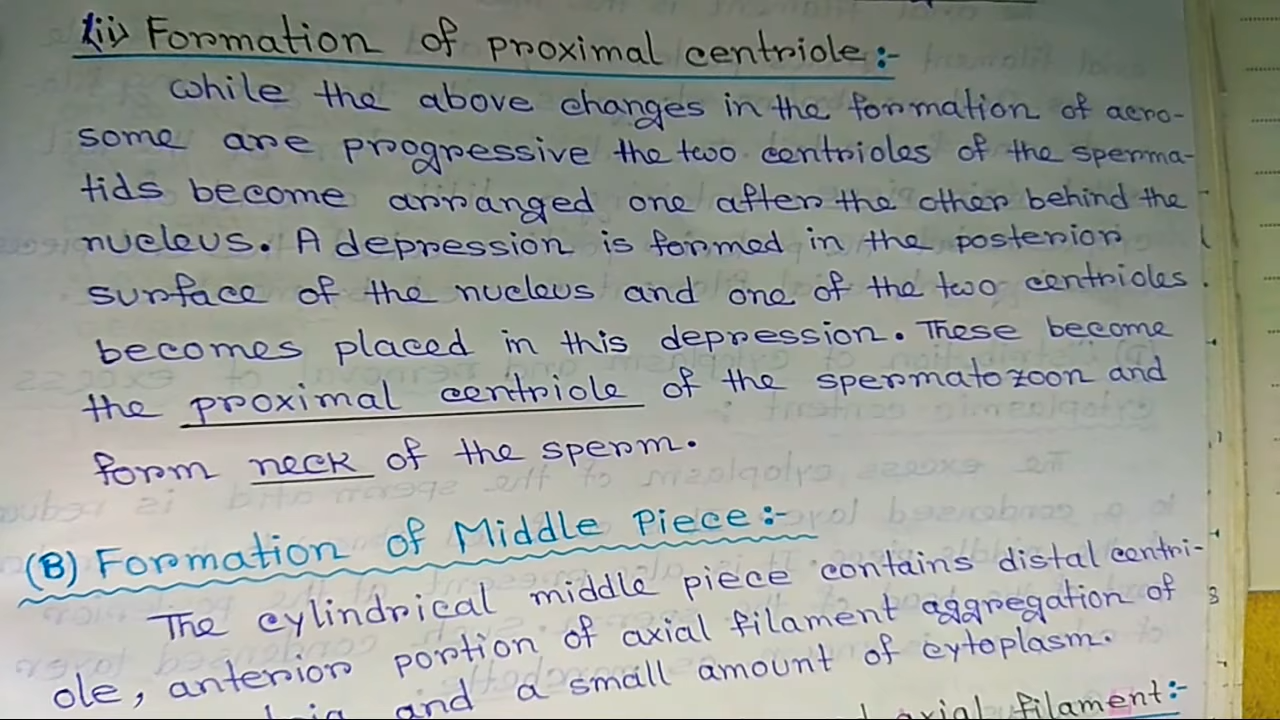 (ii) Formation of proximal centriole:-
While the above changes in the formation of acro-
some are progressive the two centrioles of the sperma-
tids become arranged one after the other behind the
nucleus. A depression is formed in the posterior
surface of the nucleus and one of the two centrioles
becomes placed in this depression. These become
the proximal centriole of the spermatozoon and
form neck of the sperm.
(B) Formation of Middle Piece:-
The cylindrical middle piece contains distal centri-
ole, anterior portion of axial filament aggregation of
and a small amount of cytoplasm.
axial filament:-